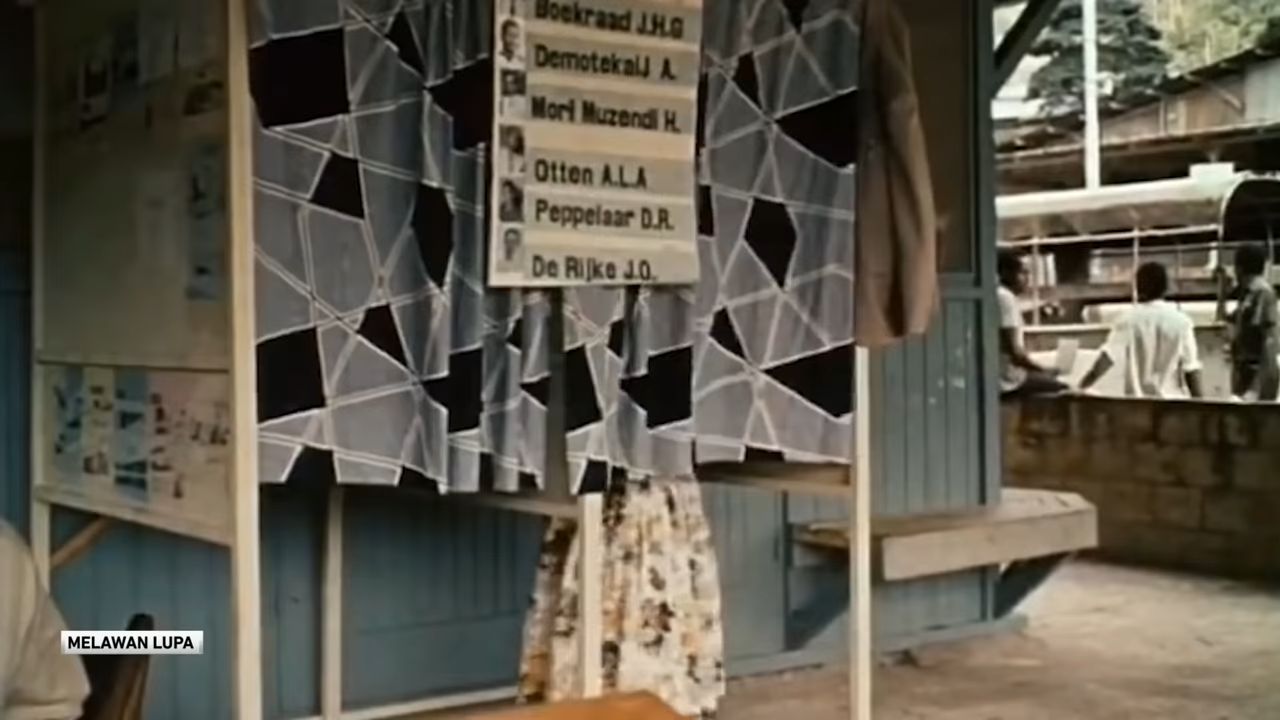 Boekraad J.H.G
DemotekaIJ A.
Mori Muzendi H.
Otten A.L.A
Peppelaar D.R.
De Rijke J.O.
MELAWAN LUPA